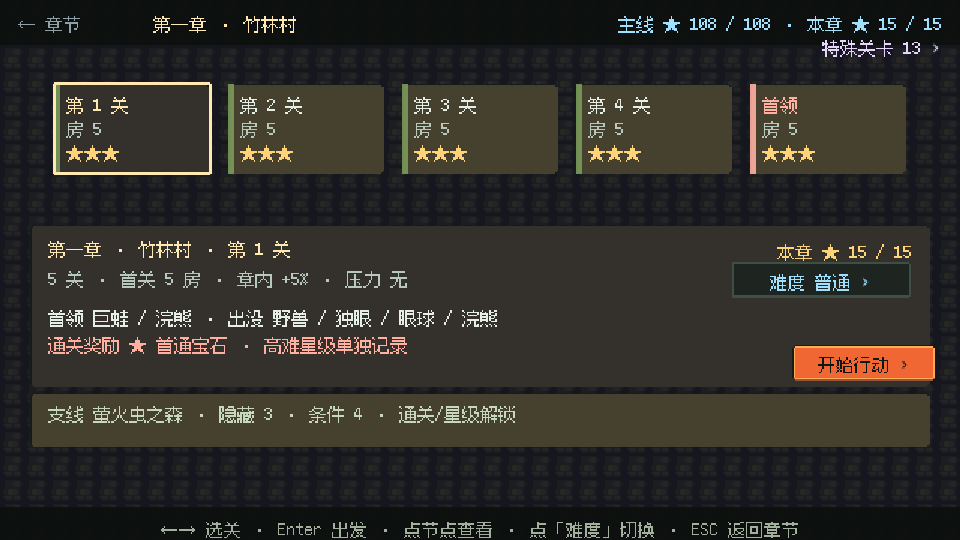 ← 章节
第一章 · 竹林村
主线 ★ 108 / 108 · 本章 ★ 15 / 15
特殊关卡 13 ›
第 1 关
房 5
★★★
第 2 关
房 5
★★★
第 3 关
房 5
★★★
第 4 关
房 5
★★★
首领
房 5
★★★
第一章 · 竹林村 · 第 1 关
本章 ★ 15 / 15
5 关 · 首关 5 房 · 章内 +5% · 压力 无
难度 普通 ›
首领 巨蛙 / 浣熊 · 出没 野兽 / 独眼 / 眼球 / 浣熊
通关奖励 ★ 首通宝石 · 高难星级单独记录
开始行动 ›
支线 萤火虫之森 · 隐藏 3 · 条件 4 · 通关/星级解锁
←→ 选关 · Enter 出发 · 点节点查看 · 点「难度」切换 · ESC 返回章节